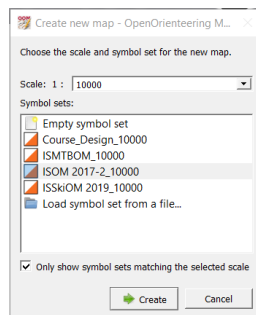 Create new map - OpenOrienteering M...
Choose the scale and symbol set for the new map.
Scale: 1 : 10000
Symbol sets:
Empty symbol set
Course_Design_10000
ISMTBOM_10000
ISOM 2017-2_10000
ISSkiOM 2019_10000
Load symbol set from a file...
Only show symbol sets matching the selected scale
Create Cancel